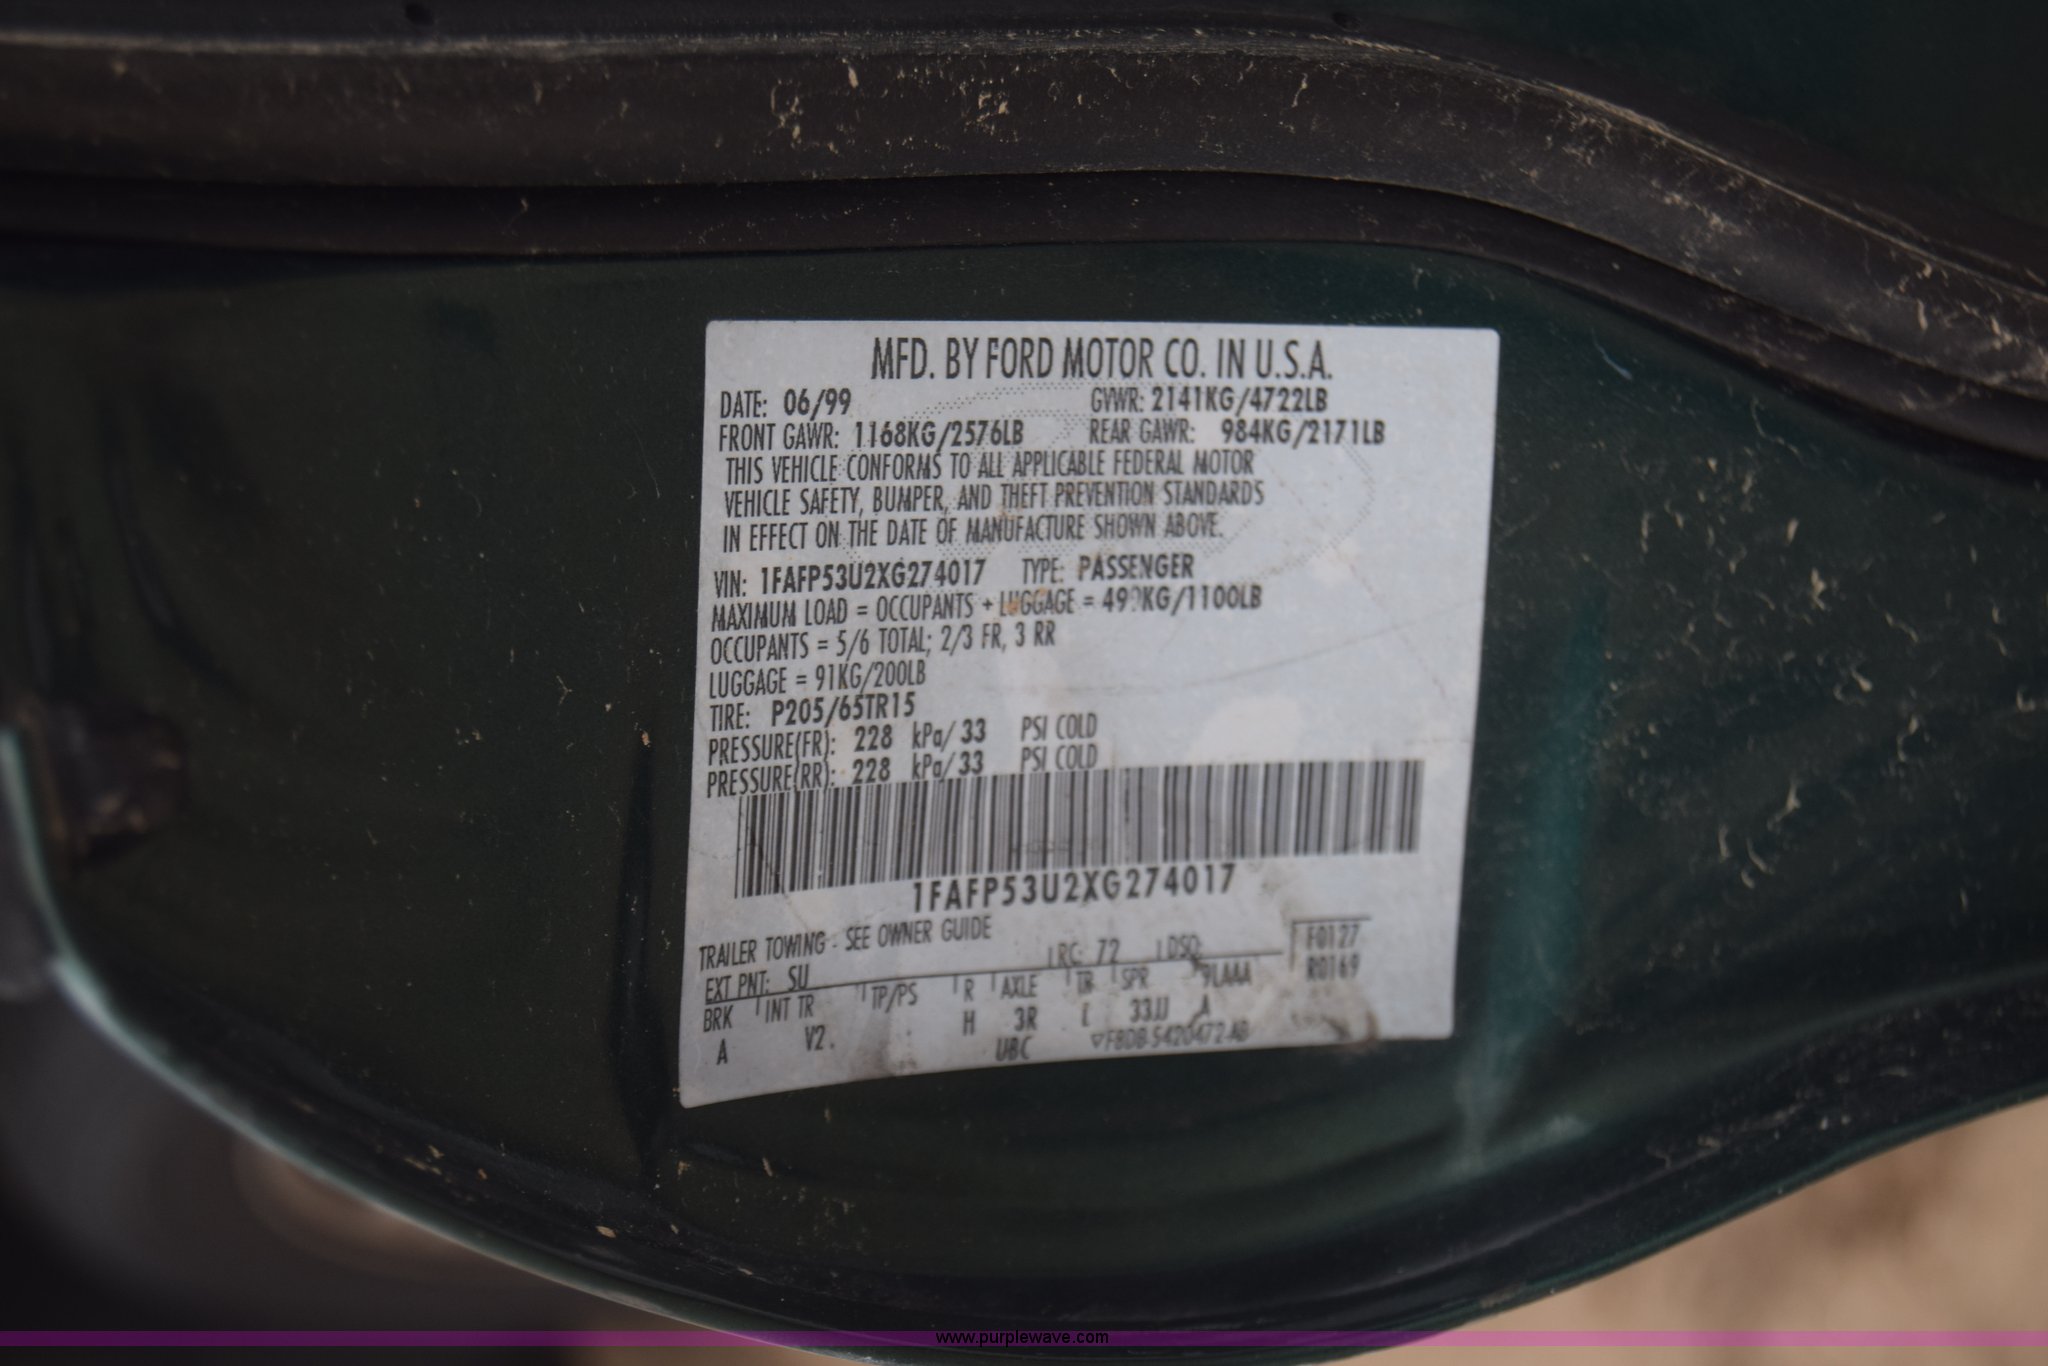 MFD. BY FORD MOTOR CO. IN U.S.A.
DATE: 06/99 GVWR: 2141KG/4722LB
FRONT GAWR: 1168KG/2576LB REAR GAWR: 984KG/2171LB
THIS VEHICLE CONFORMS TO ALL APPLICABLE FEDERAL MOTOR
VEHICLE SAFETY, BUMPER, AND THEFT PREVENTION STANDARDS
IN EFFECT ON THE DATE OF MANUFACTURE SHOWN ABOVE.
VIN: 1FAFP53U2XG274017 TYPE: PASSENGER
MAXIMUM LOAD = OCCUPANTS + LUGGAGE = /1100LB
OCCUPANTS = 5/6 TOTAL; 2/3 FR, 3 RR
LUGGAGE = 91KG/200LB
TIRE: P205/65TR15
PRESSURE(FR): 228 kPa/ 33 PSI COLD
PRESSURE(RR): 228 kPa/ 33 PSI COLD
1FAFP53U2XG274017
TRAILER TOWING - SEE OWNER GUIDE
EXT PNT: SU RC: 72 DSO: F0127
R0169
BRK INT TR TP/PS R AXLE TR SPR 9LAAA
A V2 H 3R 33JJ A
UBC
www.purplewave.com